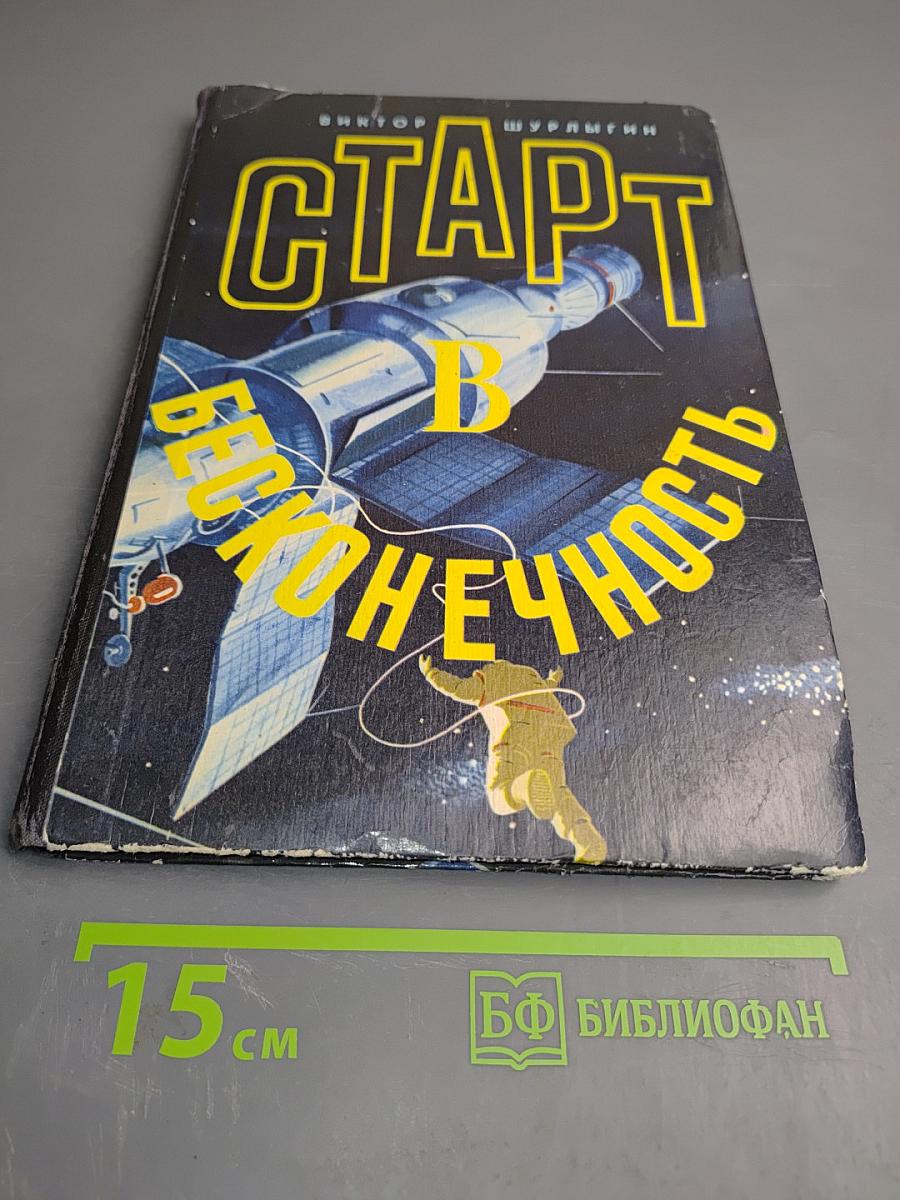 ВИКТОР ШУРЛЫГИН
СТАРТ
В
БЕСКОНЕЧНОСТЬ
15 см
БФ БИБЛИОФАН